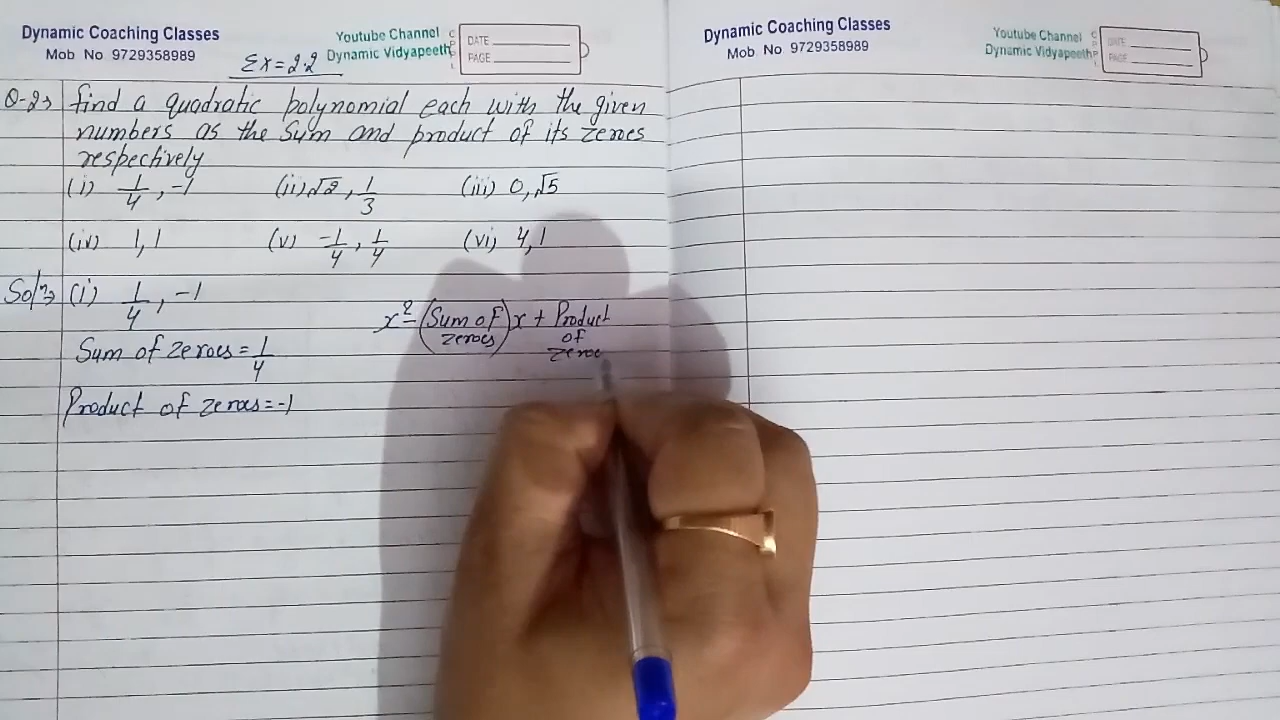 Dynamic Coaching Classes
Mob No 9729358989
Youtube Channel
Dynamic Vidyapeeth
DATE
PAGE
Ex = 2.2
Q-2 find a quadratic polynomial each with the given
numbers as the sum and product of its zeroes
respectively
(i) 1/4, -1 (ii) √2, 1/3 (iii) 0, √5
(iv) 1, 1 (v) -1/4, 1/4 (vi) 4, 1
Sol (i) 1/4, -1
x² - (Sum of zeroes) x + Product of zeroe
Sum of zeroes = 1/4
Product of zeroes = -1
Dynamic Coaching Classes
Mob No 9729358989
Youtube Channel
Dynamic Vidyapeeth
DATE
PAGE